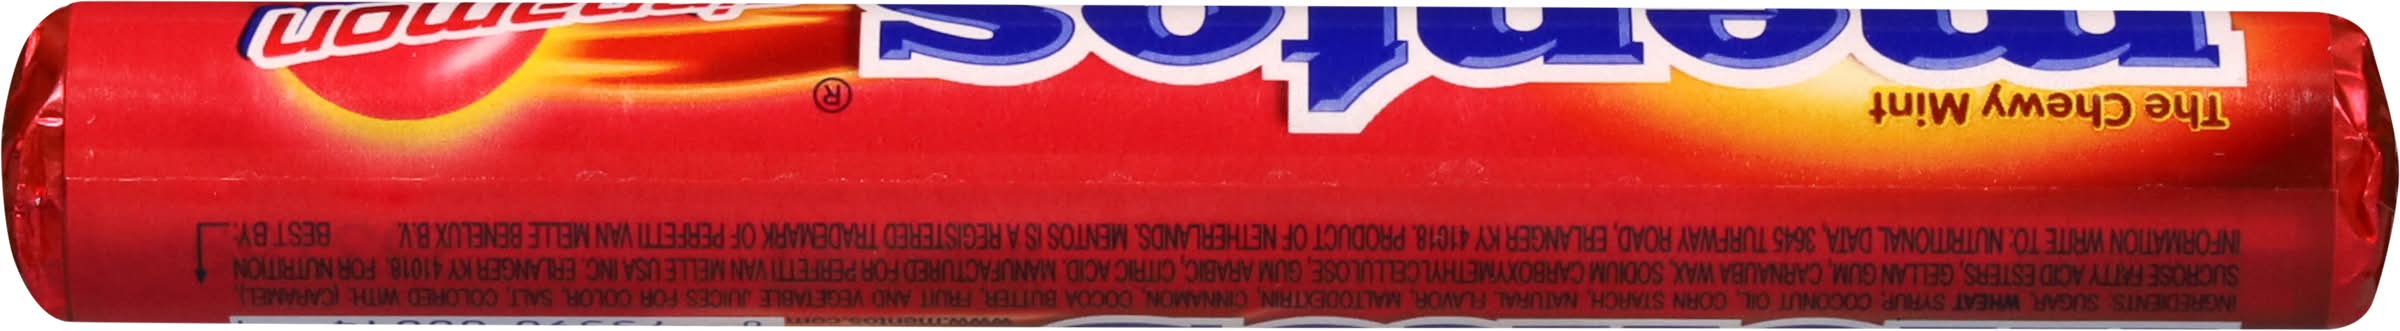 www.mentos.com
INGREDIENTS: SUGAR, WHEAT SYRUP, COCONUT OIL, CORN STARCH, NATURAL FLAVOR, MALTODEXTRIN, CINNAMON, COCOA BUTTER, FRUIT AND VEGETABLE JUICES FOR COLOR, SALT, COLORED WITH (CARAMEL),
SUCROSE FATTY ACID ESTERS, GELLAN GUM, CARNAUBA WAX, SODIUM CARBOXYMETHYLCELLULOSE, GUM ARABIC, CITRIC ACID. MANUFACTURED FOR PERFETTI VAN MELLE USA INC. ERLANGER KY 41018. FOR NUTRITION
INFORMATION WRITE TO: NUTRITIONAL DATA, 3645 TURFWAY ROAD, ERLANGER KY 41018. PRODUCT OF NETHERLANDS. MENTOS IS A REGISTERED TRADEMARK OF PERFETTI VAN MELLE BENELUX B.V. BEST BY:
The Chewy Mint
mentos ®
cinnamon